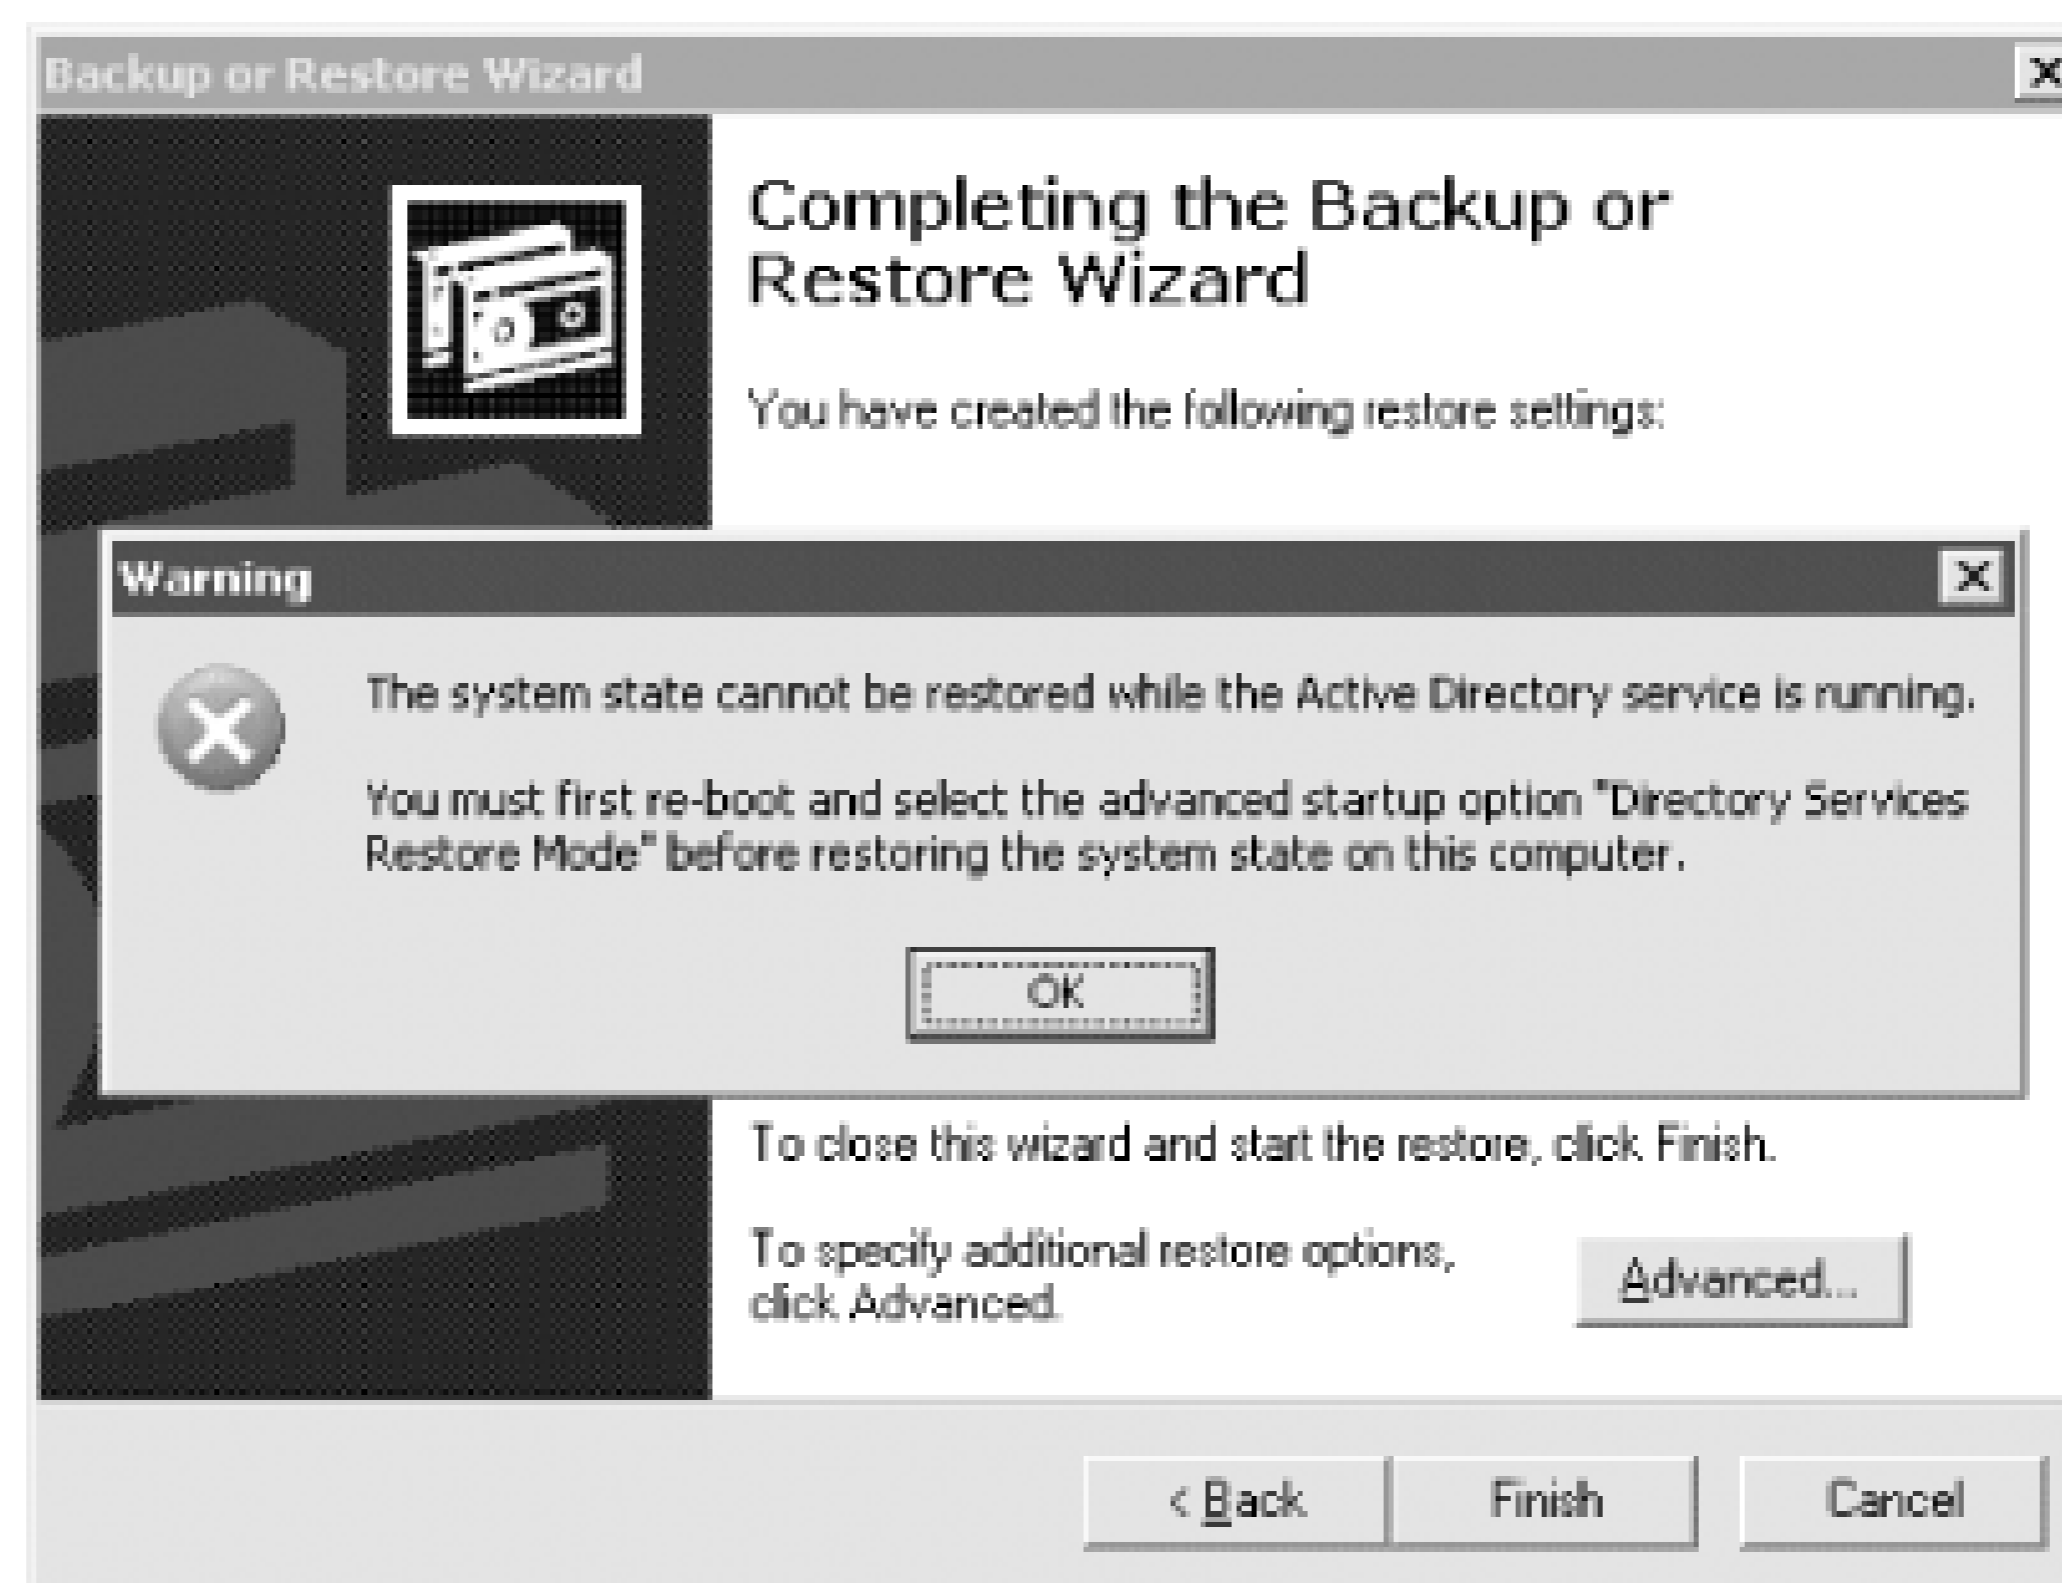 Backup or Restore Wizard
Completing the Backup or
Restore Wizard
You have created the following restore settings:
Warning
The system state cannot be restored while the Active Directory service is running.
You must first re-boot and select the advanced startup option "Directory Services
Restore Mode" before restoring the system state on this computer.
OK
To close this wizard and start the restore, click Finish.
To specify additional restore options,
click Advanced.
Advanced...
< Back
Finish
Cancel